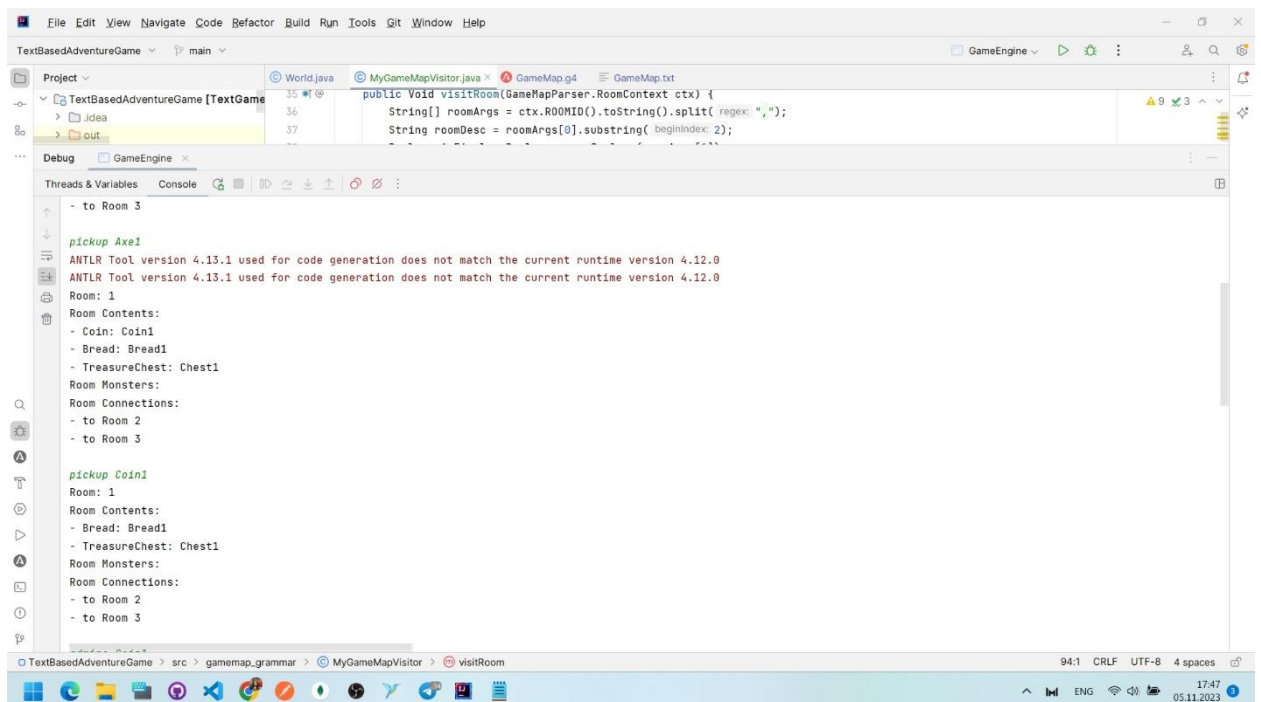 File Edit View Navigate Code Refactor Build Run Tools Git Window Help
TextBasedAdventureGame main GameEngine
Project World.java MyGameMapVisitor.java GameMap.g4 GameMap.txt
TextBasedAdventureGame [TextGame 35 public Void visitRoom(GameMapParser.RoomContext ctx) { 9 3
.idea 36 String[] roomArgs = ctx.ROOMID().toString().split( regex: ",");
out 37 String roomDesc = roomArgs[0].substring( beginIndex: 2);
Debug GameEngine
Threads & Variables Console
- to Room 3
pickup Axe1
ANTLR Tool version 4.13.1 used for code generation does not match the current runtime version 4.12.0
ANTLR Tool version 4.13.1 used for code generation does not match the current runtime version 4.12.0
Room: 1
Room Contents:
- Coin: Coin1
- Bread: Bread1
- TreasureChest: Chest1
Room Monsters:
Room Connections:
- to Room 2
- to Room 3
pickup Coin1
Room: 1
Room Contents:
- Bread: Bread1
- TreasureChest: Chest1
Room Monsters:
Room Connections:
- to Room 2
- to Room 3
TextBasedAdventureGame > src > gamemap_grammar > MyGameMapVisitor > visitRoom 94:1 CRLF UTF-8 4 spaces
ENG 17:47
05.11.2023 3